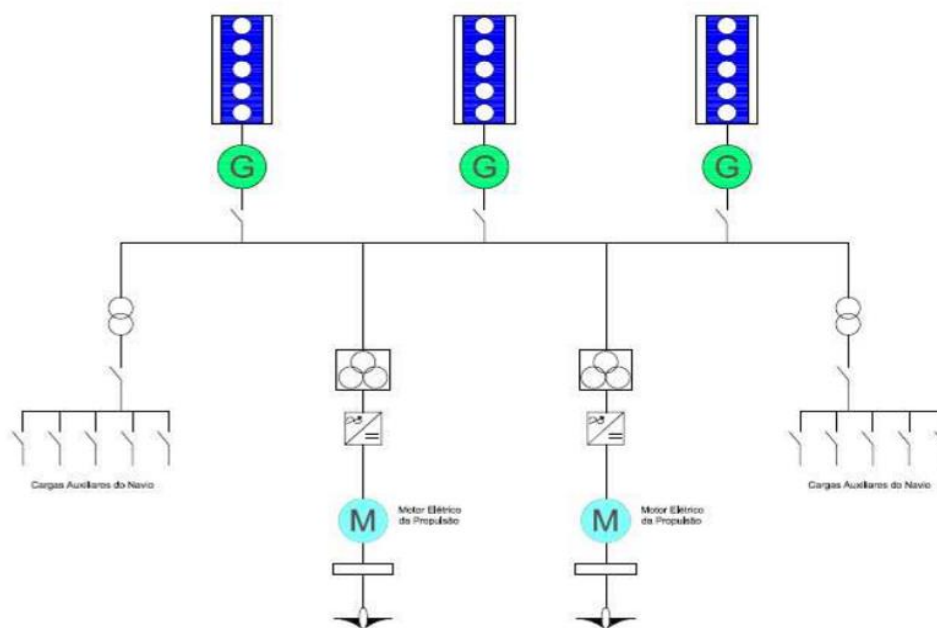 G
G
G
Cargas Auxiliares do Navio
M
Motor Elétrico
da Propulsão
M
Motor Elétrico
da Propulsão
Cargas Auxiliares do Navio